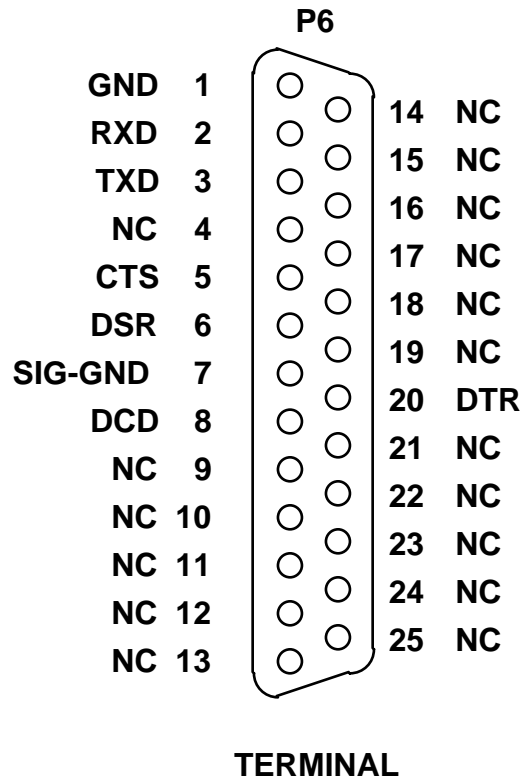 P6
GND 1
RXD 2
TXD 3
NC 4
CTS 5
DSR 6
SIG-GND 7
DCD 8
NC 9
NC 10
NC 11
NC 12
NC 13
14 NC
15 NC
16 NC
17 NC
18 NC
19 NC
20 DTR
21 NC
22 NC
23 NC
24 NC
25 NC
TERMINAL